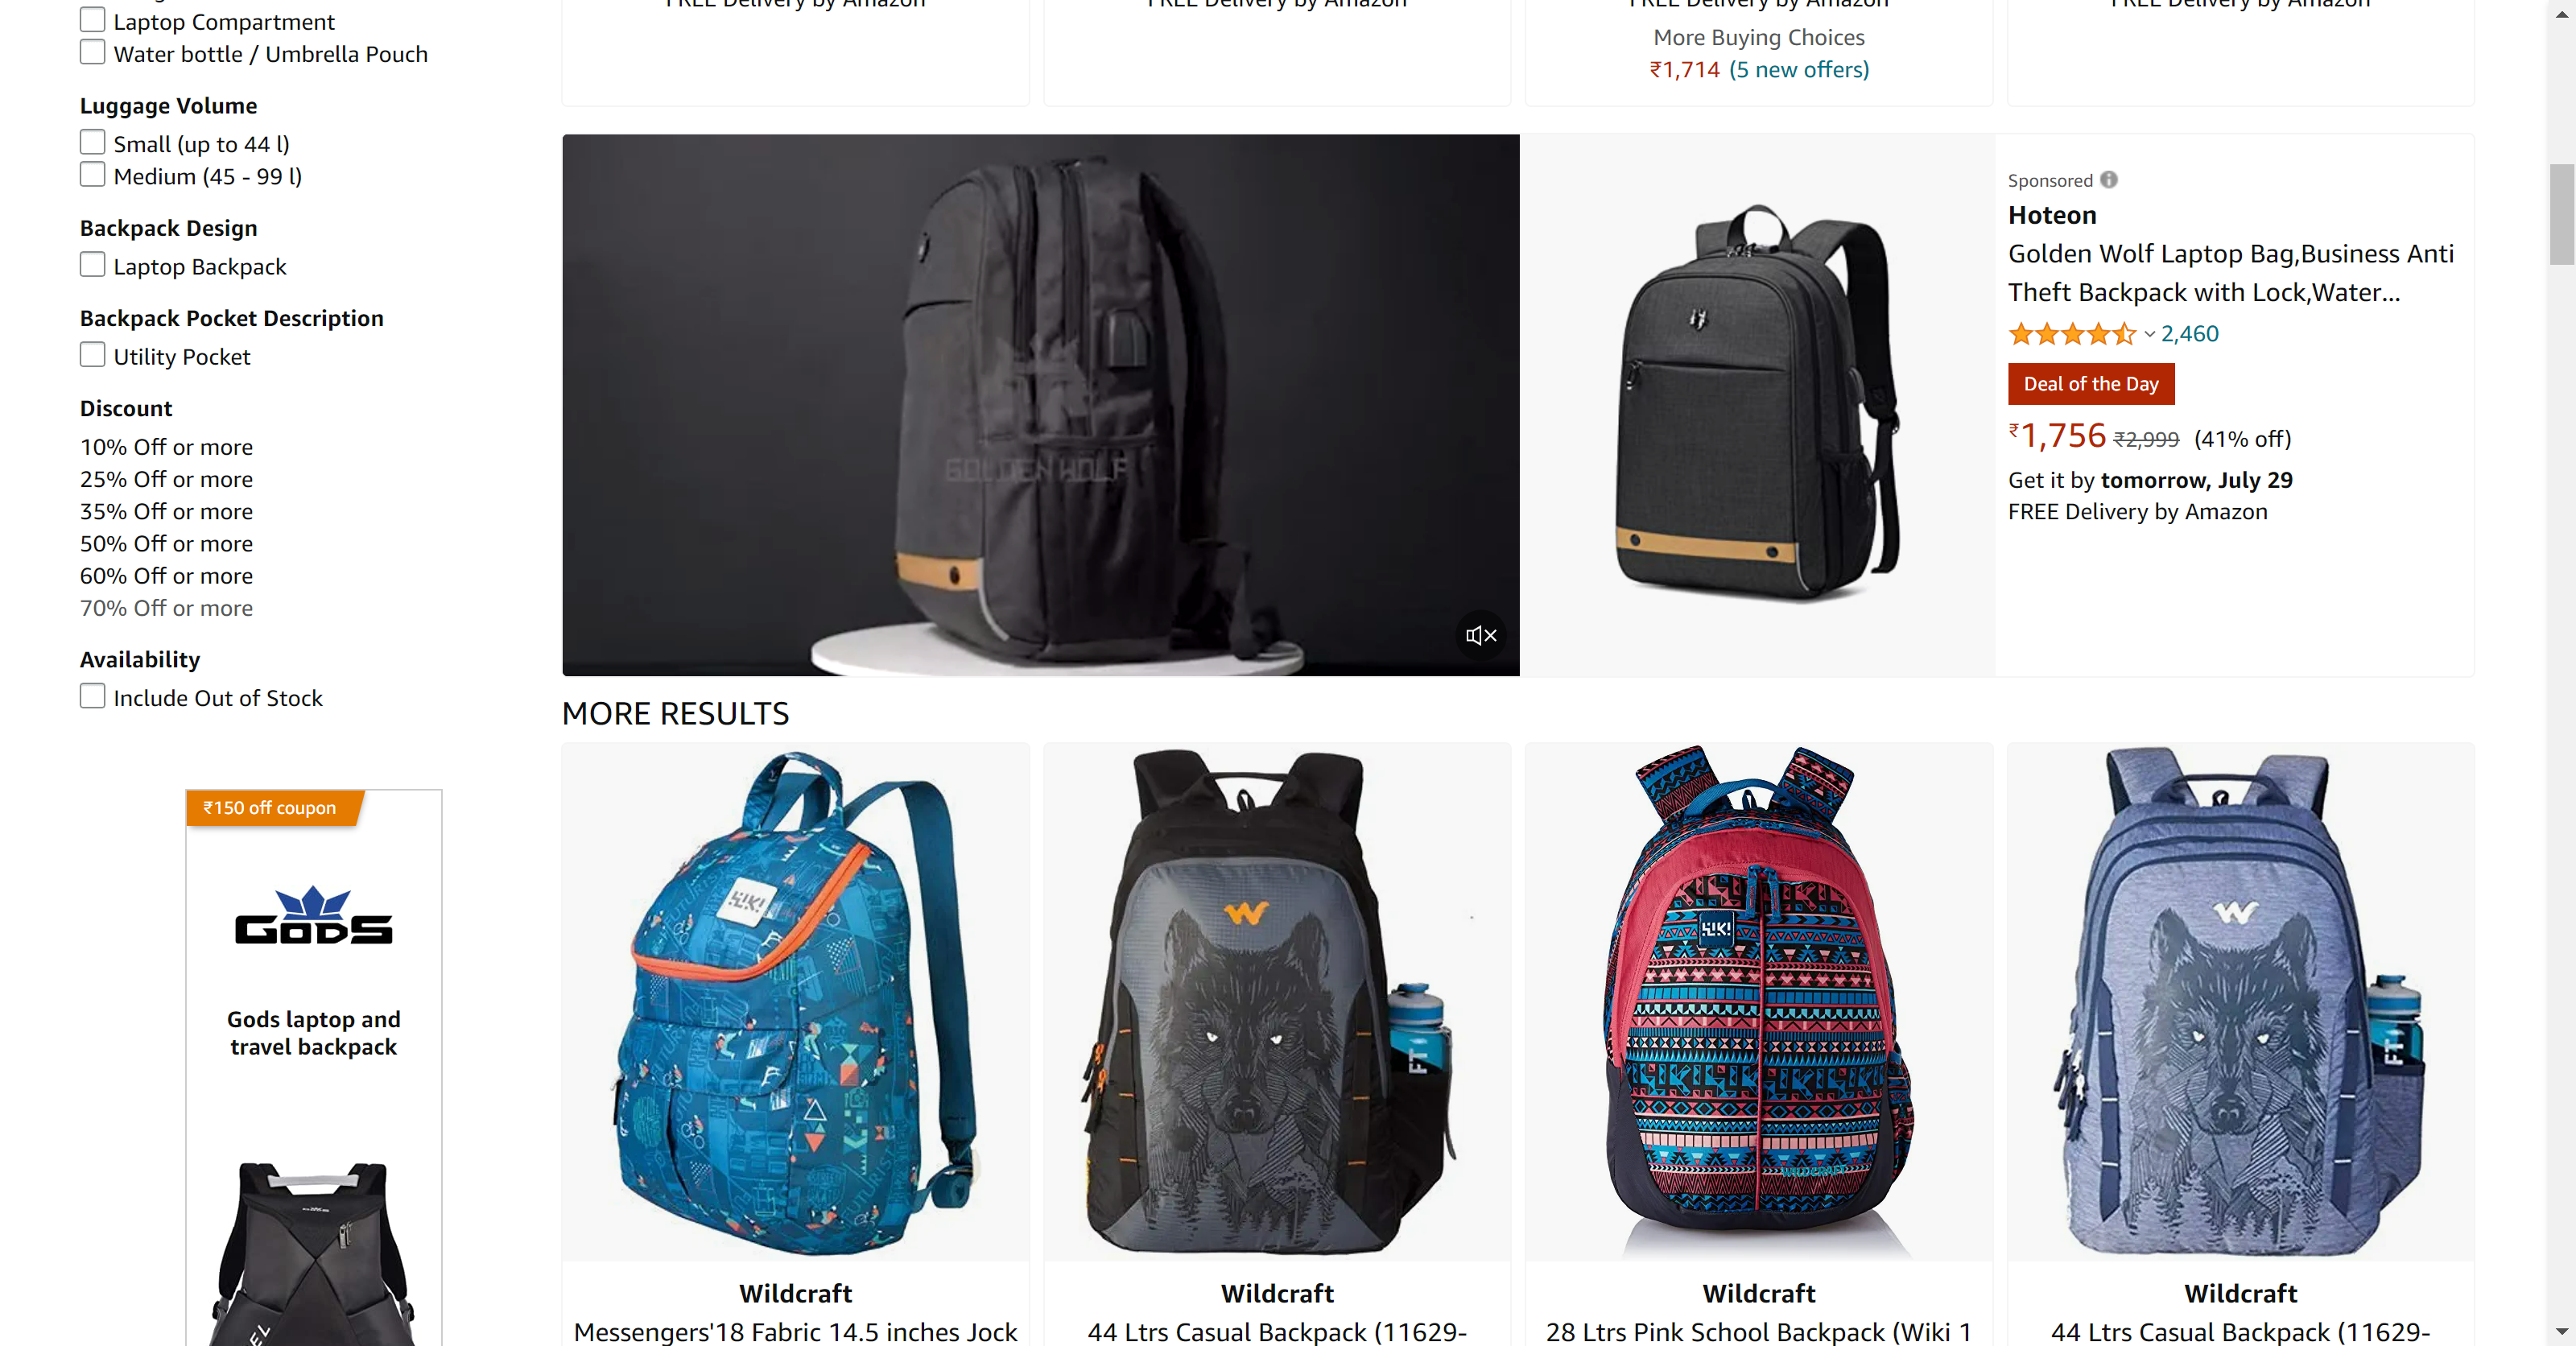 FREE Delivery by Amazon
FREE Delivery by Amazon
FREE Delivery by Amazon
FREE Delivery by Amazon
Laptop Compartment
Water bottle / Umbrella Pouch
More Buying Choices
₹1,714 (5 new offers)
Luggage Volume
Small (up to 44 l)
Medium (45 - 99 l)
Backpack Design
Laptop Backpack
Backpack Pocket Description
Utility Pocket
Discount
10% Off or more
25% Off or more
35% Off or more
50% Off or more
60% Off or more
70% Off or more
Availability
Include Out of Stock
₹150 off coupon
GODS
Gods laptop and
travel backpack
GOLDEN WOLF
Sponsored
Hoteon
Golden Wolf Laptop Bag,Business Anti
Theft Backpack with Lock,Water...
2,460
Deal of the Day
₹1,756 ₹2,999 (41% off)
Get it by tomorrow, July 29
FREE Delivery by Amazon
MORE RESULTS
FT
WILDCRAFT
FT
Wildcraft
Messengers'18 Fabric 14.5 inches Jock
Wildcraft
44 Ltrs Casual Backpack (11629-
Wildcraft
28 Ltrs Pink School Backpack (Wiki 1
Wildcraft
44 Ltrs Casual Backpack (11629-